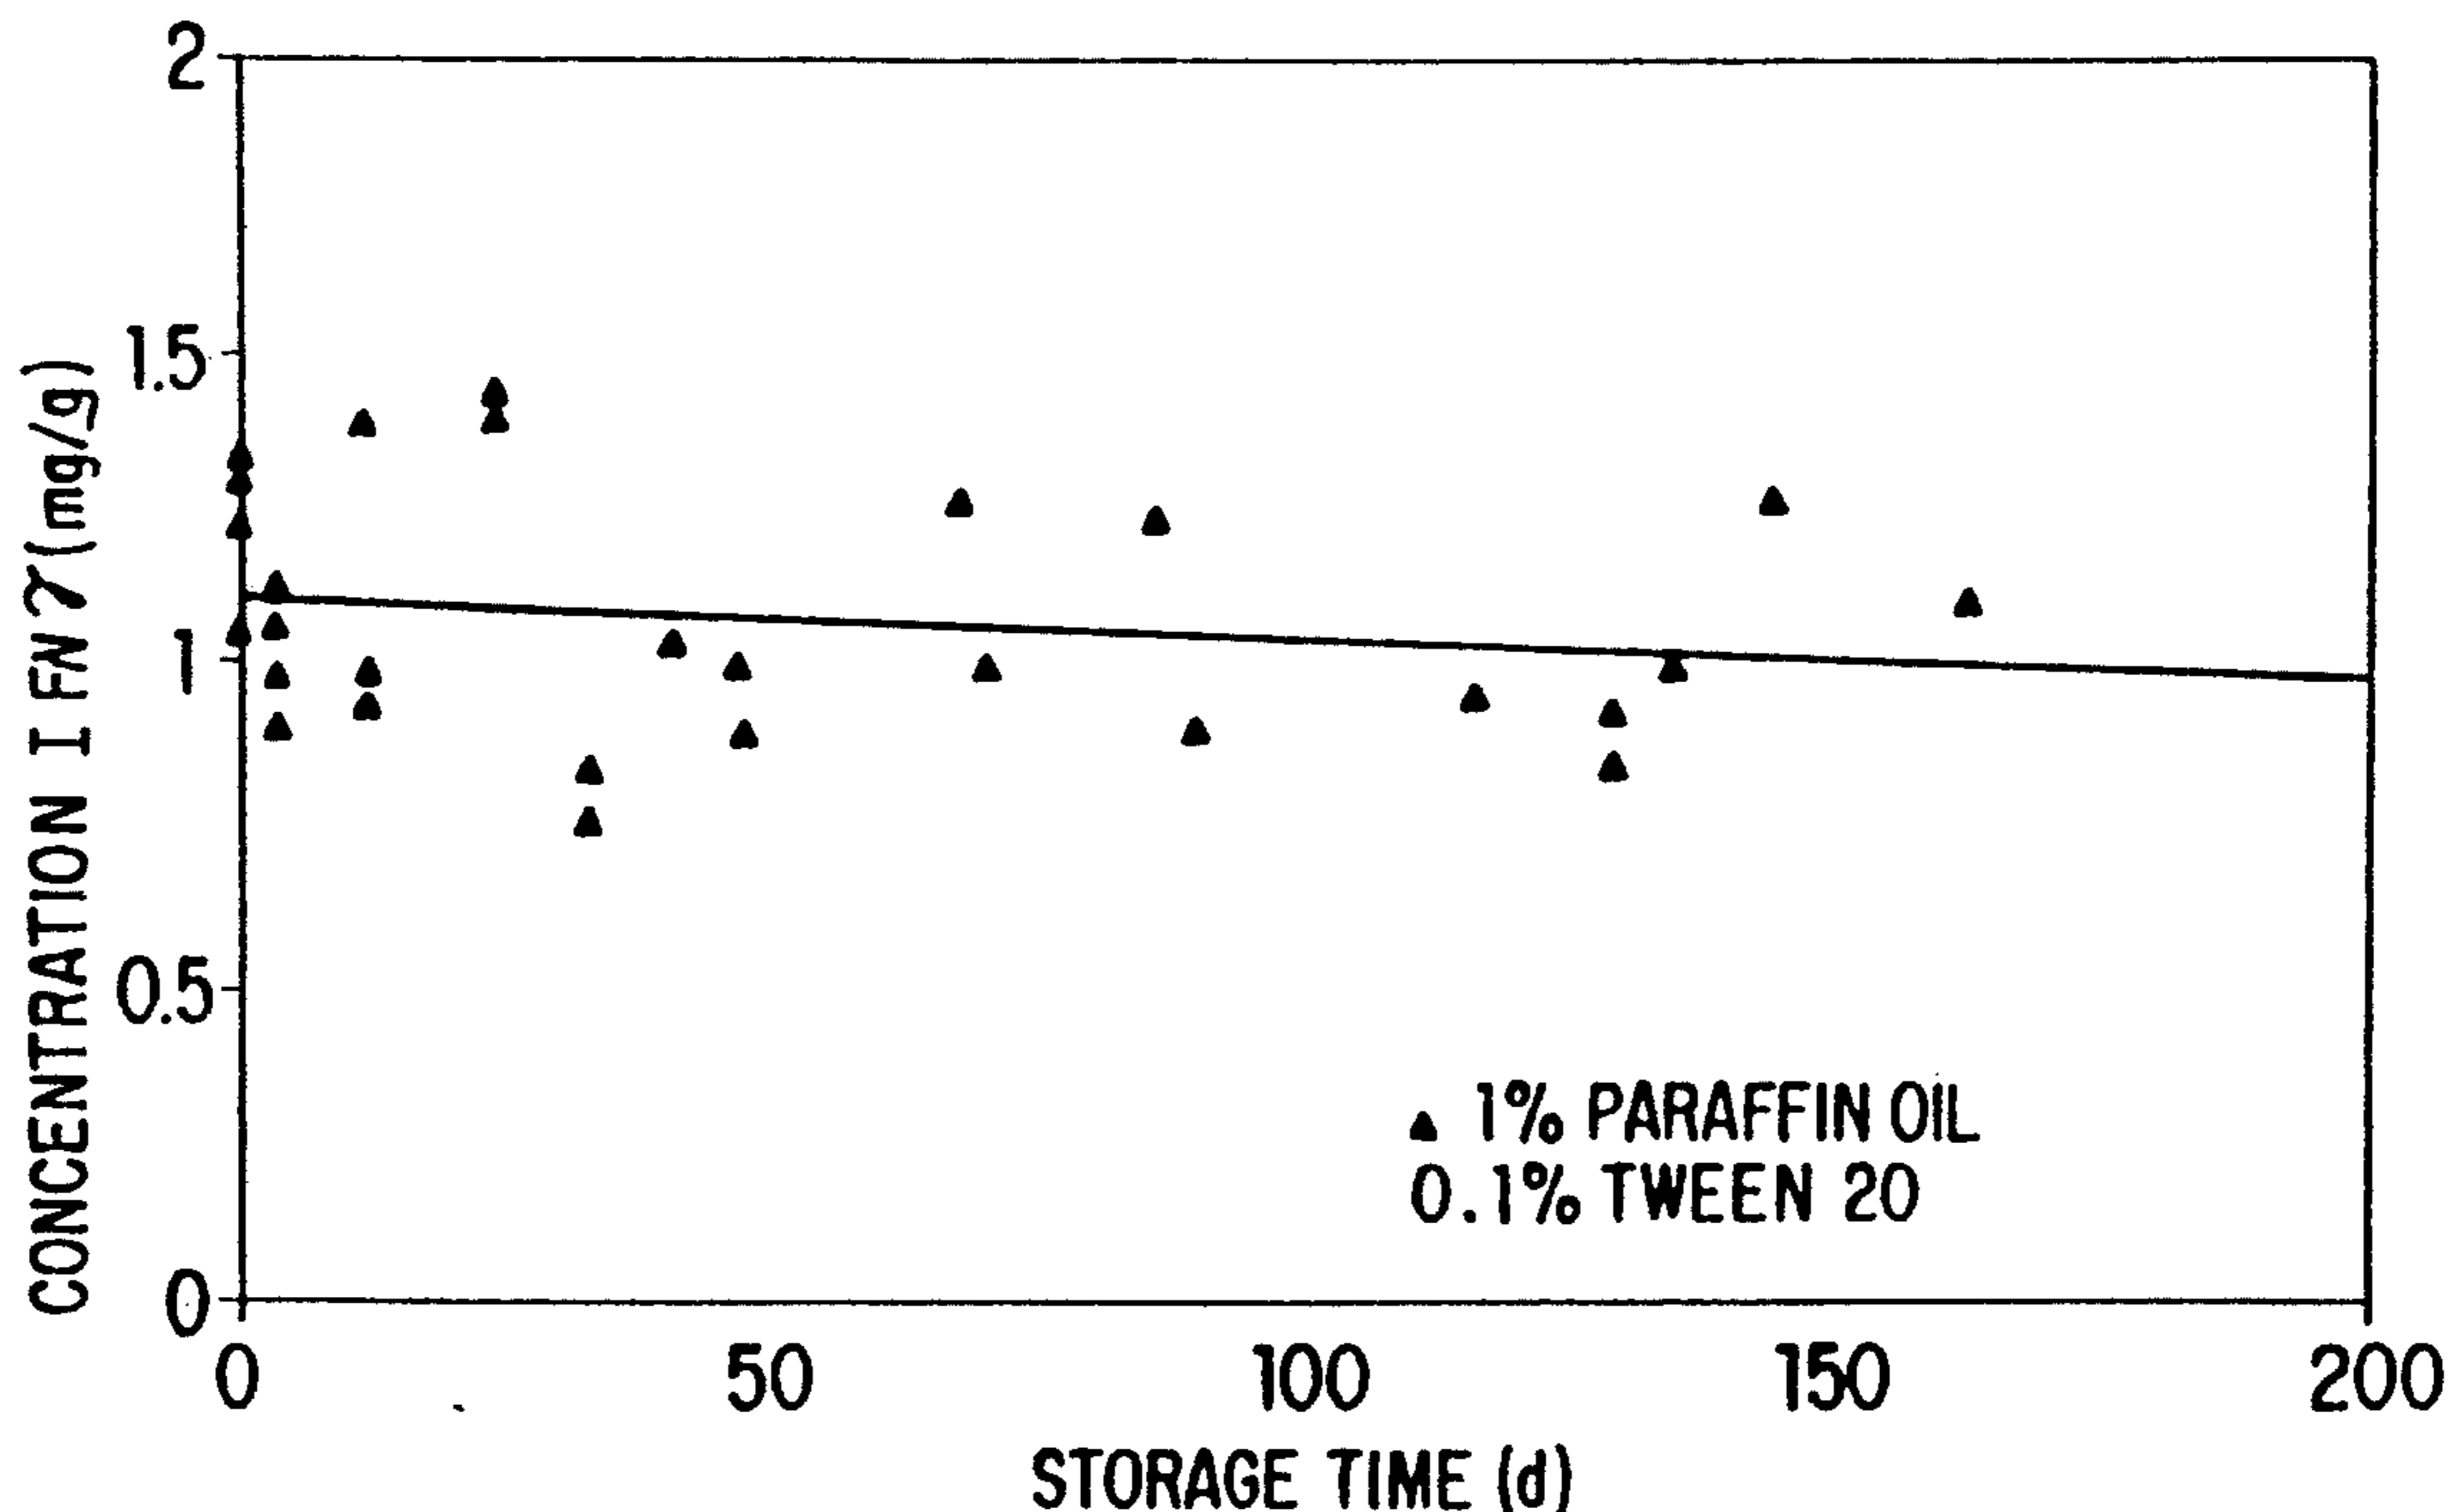 2
1.5
1
0.5
0
CONCENTRATION IFNγ (mg/g)
▲ 1% PARAFFIN OIL
0.1% TWEEN 20
0 50 100 150 200
STORAGE TIME (d)